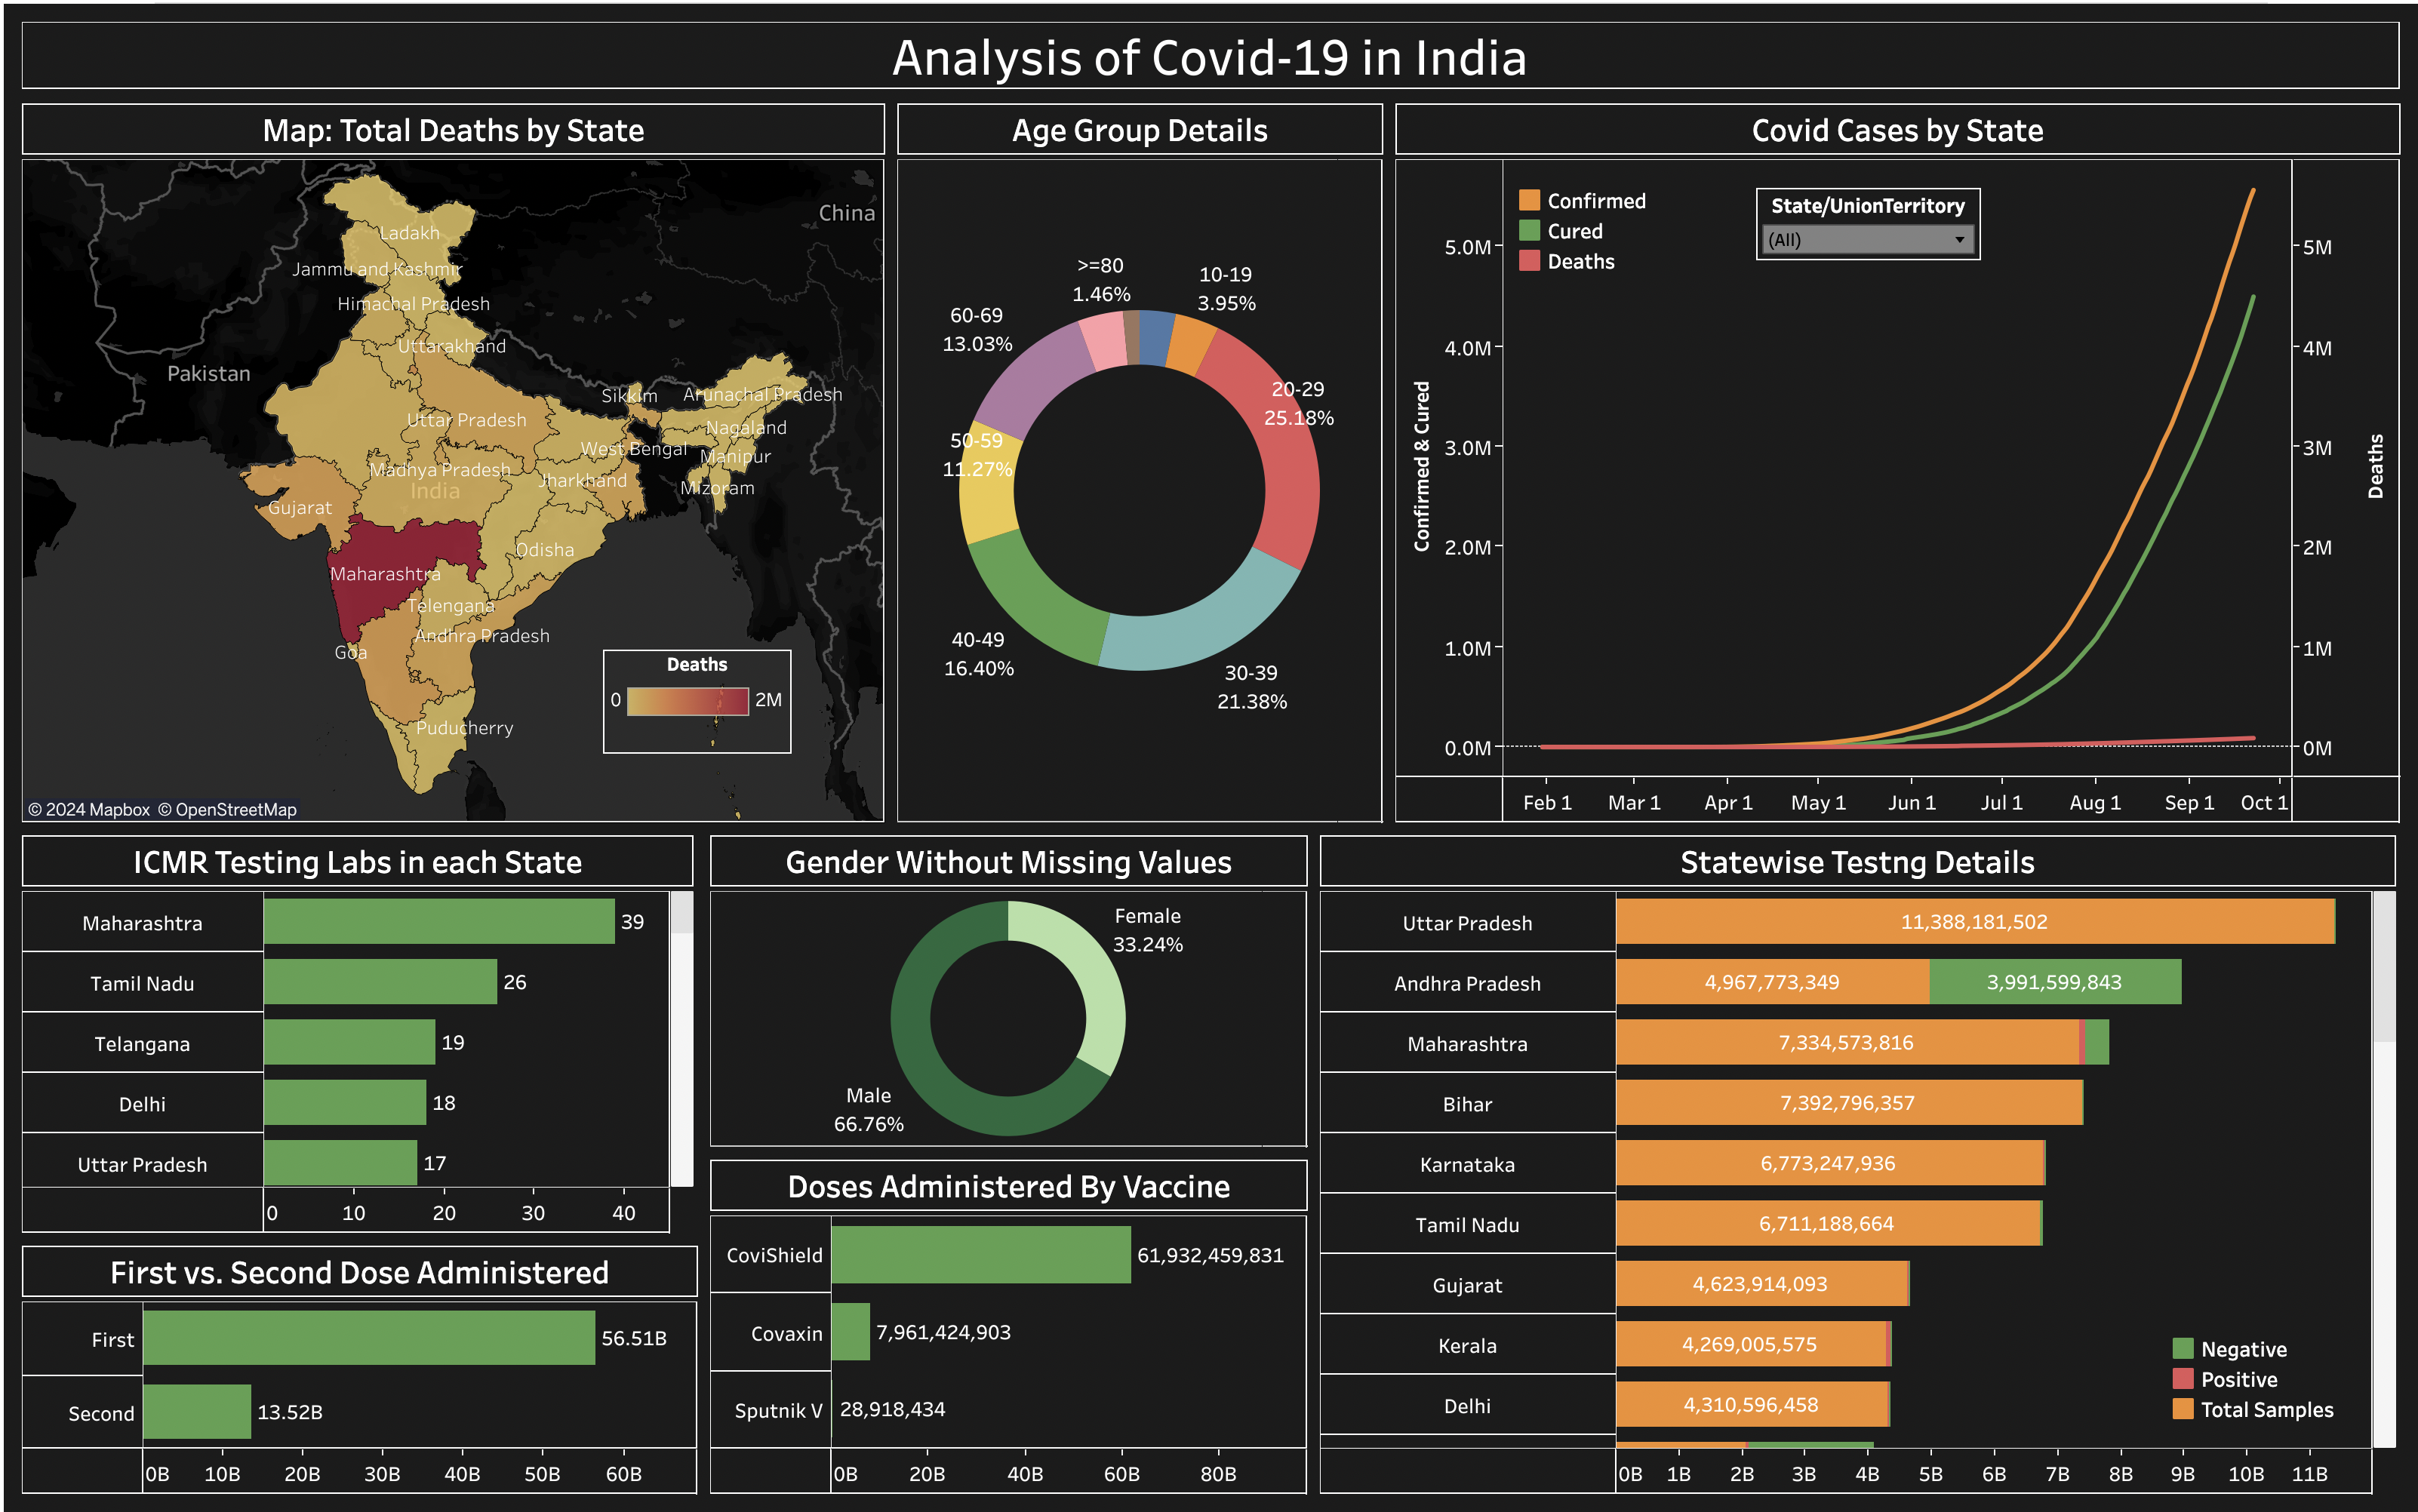 Analysis of Covid-19 in India
Map: Total Deaths by State
China
Ladakh
Jammu and Kashmir
Himachal Pradesh
Uttarakhand
Pakistan
Sikkim
Arunachal Pradesh
Uttar Pradesh
Nagaland
West Bengal
Manipur
Madhya Pradesh
Jharkhand
Mizoram
India
Gujarat
Odisha
Maharashtra
Telengana
Andhra Pradesh
Goa
Puducherry
Deaths
0
2M
© 2024 Mapbox © OpenStreetMap
Age Group Details
>=80
1.46%
10-19
3.95%
60-69
13.03%
20-29
25.18%
50-59
11.27%
40-49
16.40%
30-39
21.38%
Covid Cases by State
Confirmed
Cured
Deaths
State/UnionTerritory
(All)
Confirmed & Cured
5.0M
4.0M
3.0M
2.0M
1.0M
0.0M
5M
4M
3M
2M
1M
0M
Deaths
Feb 1 Mar 1 Apr 1 May 1 Jun 1 Jul 1 Aug 1 Sep 1 Oct 1
ICMR Testing Labs in each State
Maharashtra 39
Tamil Nadu 26
Telangana 19
Delhi 18
Uttar Pradesh 17
0 10 20 30 40
First vs. Second Dose Administered
First 56.51B
Second 13.52B
0B 10B 20B 30B 40B 50B 60B
Gender Without Missing Values
Female
33.24%
Male
66.76%
Doses Administered By Vaccine
CoviShield 61,932,459,831
Covaxin 7,961,424,903
Sputnik V 28,918,434
0B 20B 40B 60B 80B
Statewise Testng Details
Uttar Pradesh 11,388,181,502
Andhra Pradesh 4,967,773,349 3,991,599,843
Maharashtra 7,334,573,816
Bihar 7,392,796,357
Karnataka 6,773,247,936
Tamil Nadu 6,711,188,664
Gujarat 4,623,914,093
Kerala 4,269,005,575
Delhi 4,310,596,458
Negative
Positive
Total Samples
0B 1B 2B 3B 4B 5B 6B 7B 8B 9B 10B 11B